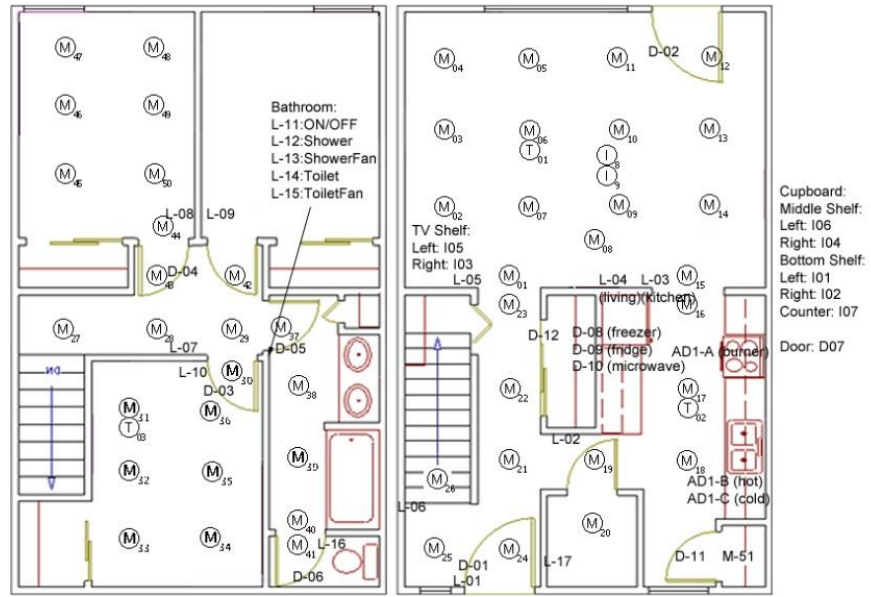 M47
M48
M46
M49
M45
M50
L-08
L-09
M44
M43
D-04
M42
Bathroom:
L-11:ON/OFF
L-12:Shower
L-13:ShowerFan
L-14:Toilet
L-15:ToiletFan
M27
M28
M29
M37
L-07
D-05
L-10
M30
D-03
DN
M31
M36
T03
M38
M32
M35
M39
M33
M34
M40
M41
L-16
D-06
M04
M05
M11
D-02
M12
M03
M06
M10
M13
T01
I8
I9
M02
M07
M09
M14
TV Shelf:
Left: I05
Right: I03
M08
L-05
M01
L-04
L-03
M15
(living)(kitchen)
M23
M16
D-12
D-08 (freezer)
D-09 (fridge)
D-10 (microwave)
AD1-A (burner)
M22
M17
T02
L-02
M21
M19
M18
M26
AD1-B (hot)
AD1-C (cold)
L-06
M20
M25
M24
D-01
L-01
L-17
D-11
M-51
Cupboard:
Middle Shelf:
Left: I06
Right: I04
Bottom Shelf:
Left: I01
Right: I02
Counter: I07
Door: D07